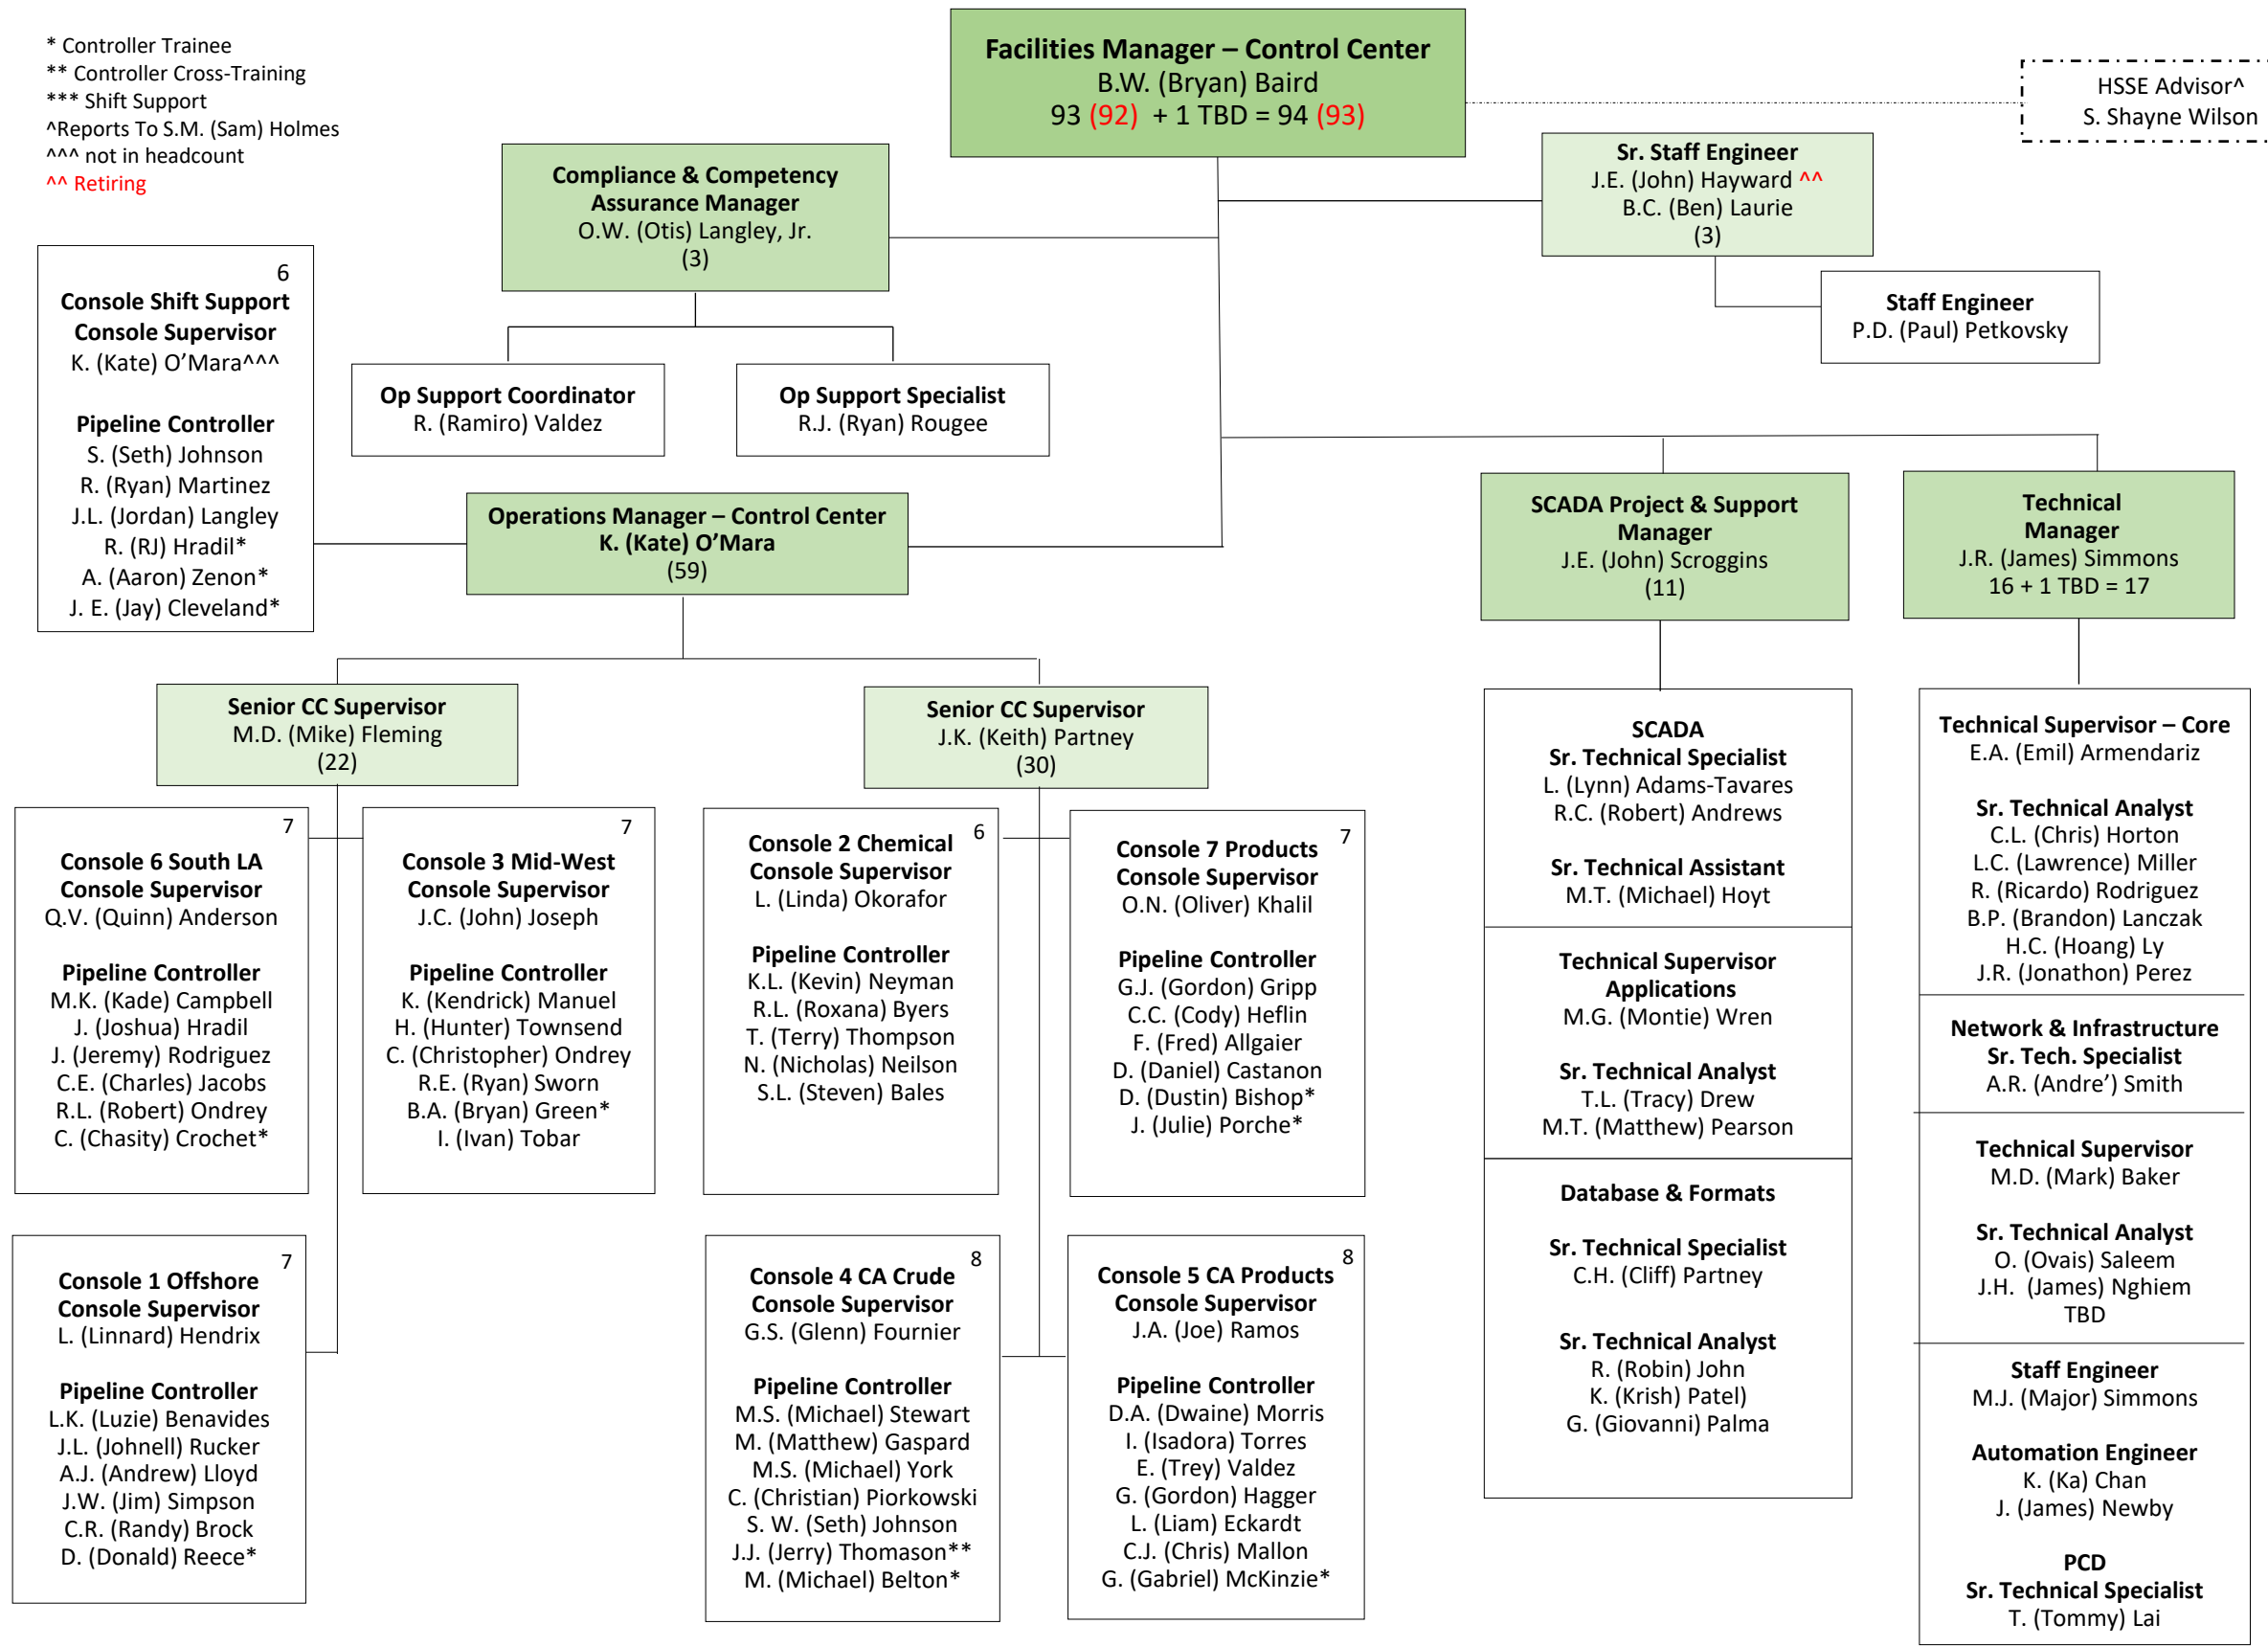 * Controller Trainee
** Controller Cross-Training
*** Shift Support
^Reports To S.M. (Sam) Holmes
^^^ not in headcount
^^ Retiring
Facilities Manager – Control Center
B.W. (Bryan) Baird
93 (92) + 1 TBD = 94 (93)
HSSE Advisor^
S. Shayne Wilson
Compliance & Competency
Assurance Manager
O.W. (Otis) Langley, Jr.
(3)
Sr. Staff Engineer
J.E. (John) Hayward ^^
B.C. (Ben) Laurie
(3)
Staff Engineer
P.D. (Paul) Petkovsky
Op Support Coordinator
R. (Ramiro) Valdez
Op Support Specialist
R.J. (Ryan) Rougee
6
Console Shift Support
Console Supervisor
K. (Kate) O’Mara^^^
Pipeline Controller
S. (Seth) Johnson
R. (Ryan) Martinez
J.L. (Jordan) Langley
R. (RJ) Hradil*
A. (Aaron) Zenon*
J. E. (Jay) Cleveland*
Operations Manager – Control Center
K. (Kate) O’Mara
(59)
SCADA Project & Support
Manager
J.E. (John) Scroggins
(11)
Technical
Manager
J.R. (James) Simmons
16 + 1 TBD = 17
Senior CC Supervisor
M.D. (Mike) Fleming
(22)
Senior CC Supervisor
J.K. (Keith) Partney
(30)
7
Console 6 South LA
Console Supervisor
Q.V. (Quinn) Anderson
Pipeline Controller
M.K. (Kade) Campbell
J. (Joshua) Hradil
J. (Jeremy) Rodriguez
C.E. (Charles) Jacobs
R.L. (Robert) Ondrey
C. (Chasity) Crochet*
7
Console 3 Mid-West
Console Supervisor
J.C. (John) Joseph
Pipeline Controller
K. (Kendrick) Manuel
H. (Hunter) Townsend
C. (Christopher) Ondrey
R.E. (Ryan) Sworn
B.A. (Bryan) Green*
I. (Ivan) Tobar
6
Console 2 Chemical
Console Supervisor
L. (Linda) Okorafor
Pipeline Controller
K.L. (Kevin) Neyman
R.L. (Roxana) Byers
T. (Terry) Thompson
N. (Nicholas) Neilson
S.L. (Steven) Bales
7
Console 7 Products
Console Supervisor
O.N. (Oliver) Khalil
Pipeline Controller
G.J. (Gordon) Gripp
C.C. (Cody) Heflin
F. (Fred) Allgaier
D. (Daniel) Castanon
D. (Dustin) Bishop*
J. (Julie) Porche*
7
Console 1 Offshore
Console Supervisor
L. (Linnard) Hendrix
Pipeline Controller
L.K. (Luzie) Benavides
J.L. (Johnell) Rucker
A.J. (Andrew) Lloyd
J.W. (Jim) Simpson
C.R. (Randy) Brock
D. (Donald) Reece*
8
Console 4 CA Crude
Console Supervisor
G.S. (Glenn) Fournier
Pipeline Controller
M.S. (Michael) Stewart
M. (Matthew) Gaspard
M.S. (Michael) York
C. (Christian) Piorkowski
S. W. (Seth) Johnson
J.J. (Jerry) Thomason**
M. (Michael) Belton*
8
Console 5 CA Products
Console Supervisor
J.A. (Joe) Ramos
Pipeline Controller
D.A. (Dwaine) Morris
I. (Isadora) Torres
E. (Trey) Valdez
G. (Gordon) Hagger
L. (Liam) Eckardt
C.J. (Chris) Mallon
G. (Gabriel) McKinzie*
SCADA
Sr. Technical Specialist
L. (Lynn) Adams-Tavares
R.C. (Robert) Andrews
Sr. Technical Assistant
M.T. (Michael) Hoyt
Technical Supervisor
Applications
M.G. (Montie) Wren
Sr. Technical Analyst
T.L. (Tracy) Drew
M.T. (Matthew) Pearson
Database & Formats
Sr. Technical Specialist
C.H. (Cliff) Partney
Sr. Technical Analyst
R. (Robin) John
K. (Krish) Patel)
G. (Giovanni) Palma
Technical Supervisor – Core
E.A. (Emil) Armendariz
Sr. Technical Analyst
C.L. (Chris) Horton
L.C. (Lawrence) Miller
R. (Ricardo) Rodriguez
B.P. (Brandon) Lanczak
H.C. (Hoang) Ly
J.R. (Jonathon) Perez
Network & Infrastructure
Sr. Tech. Specialist
A.R. (Andre’) Smith
Technical Supervisor
M.D. (Mark) Baker
Sr. Technical Analyst
O. (Ovais) Saleem
J.H. (James) Nghiem
TBD
Staff Engineer
M.J. (Major) Simmons
Automation Engineer
K. (Ka) Chan
J. (James) Newby
PCD
Sr. Technical Specialist
T. (Tommy) Lai